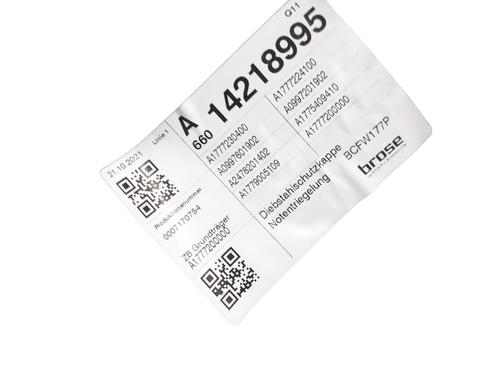 21.10.2021
Linie 1
Produktionsnummer
0007170754
ZB Grundträger
A1777200000
A
660 14218995
Q11
A1777230400
A0997601902
A2478201402
A1779005109
A1777224100
A0997201902
A1775409410
A1777200000
Diebstahlschutzkappe
Notentriegelung
BCFW177P
brose